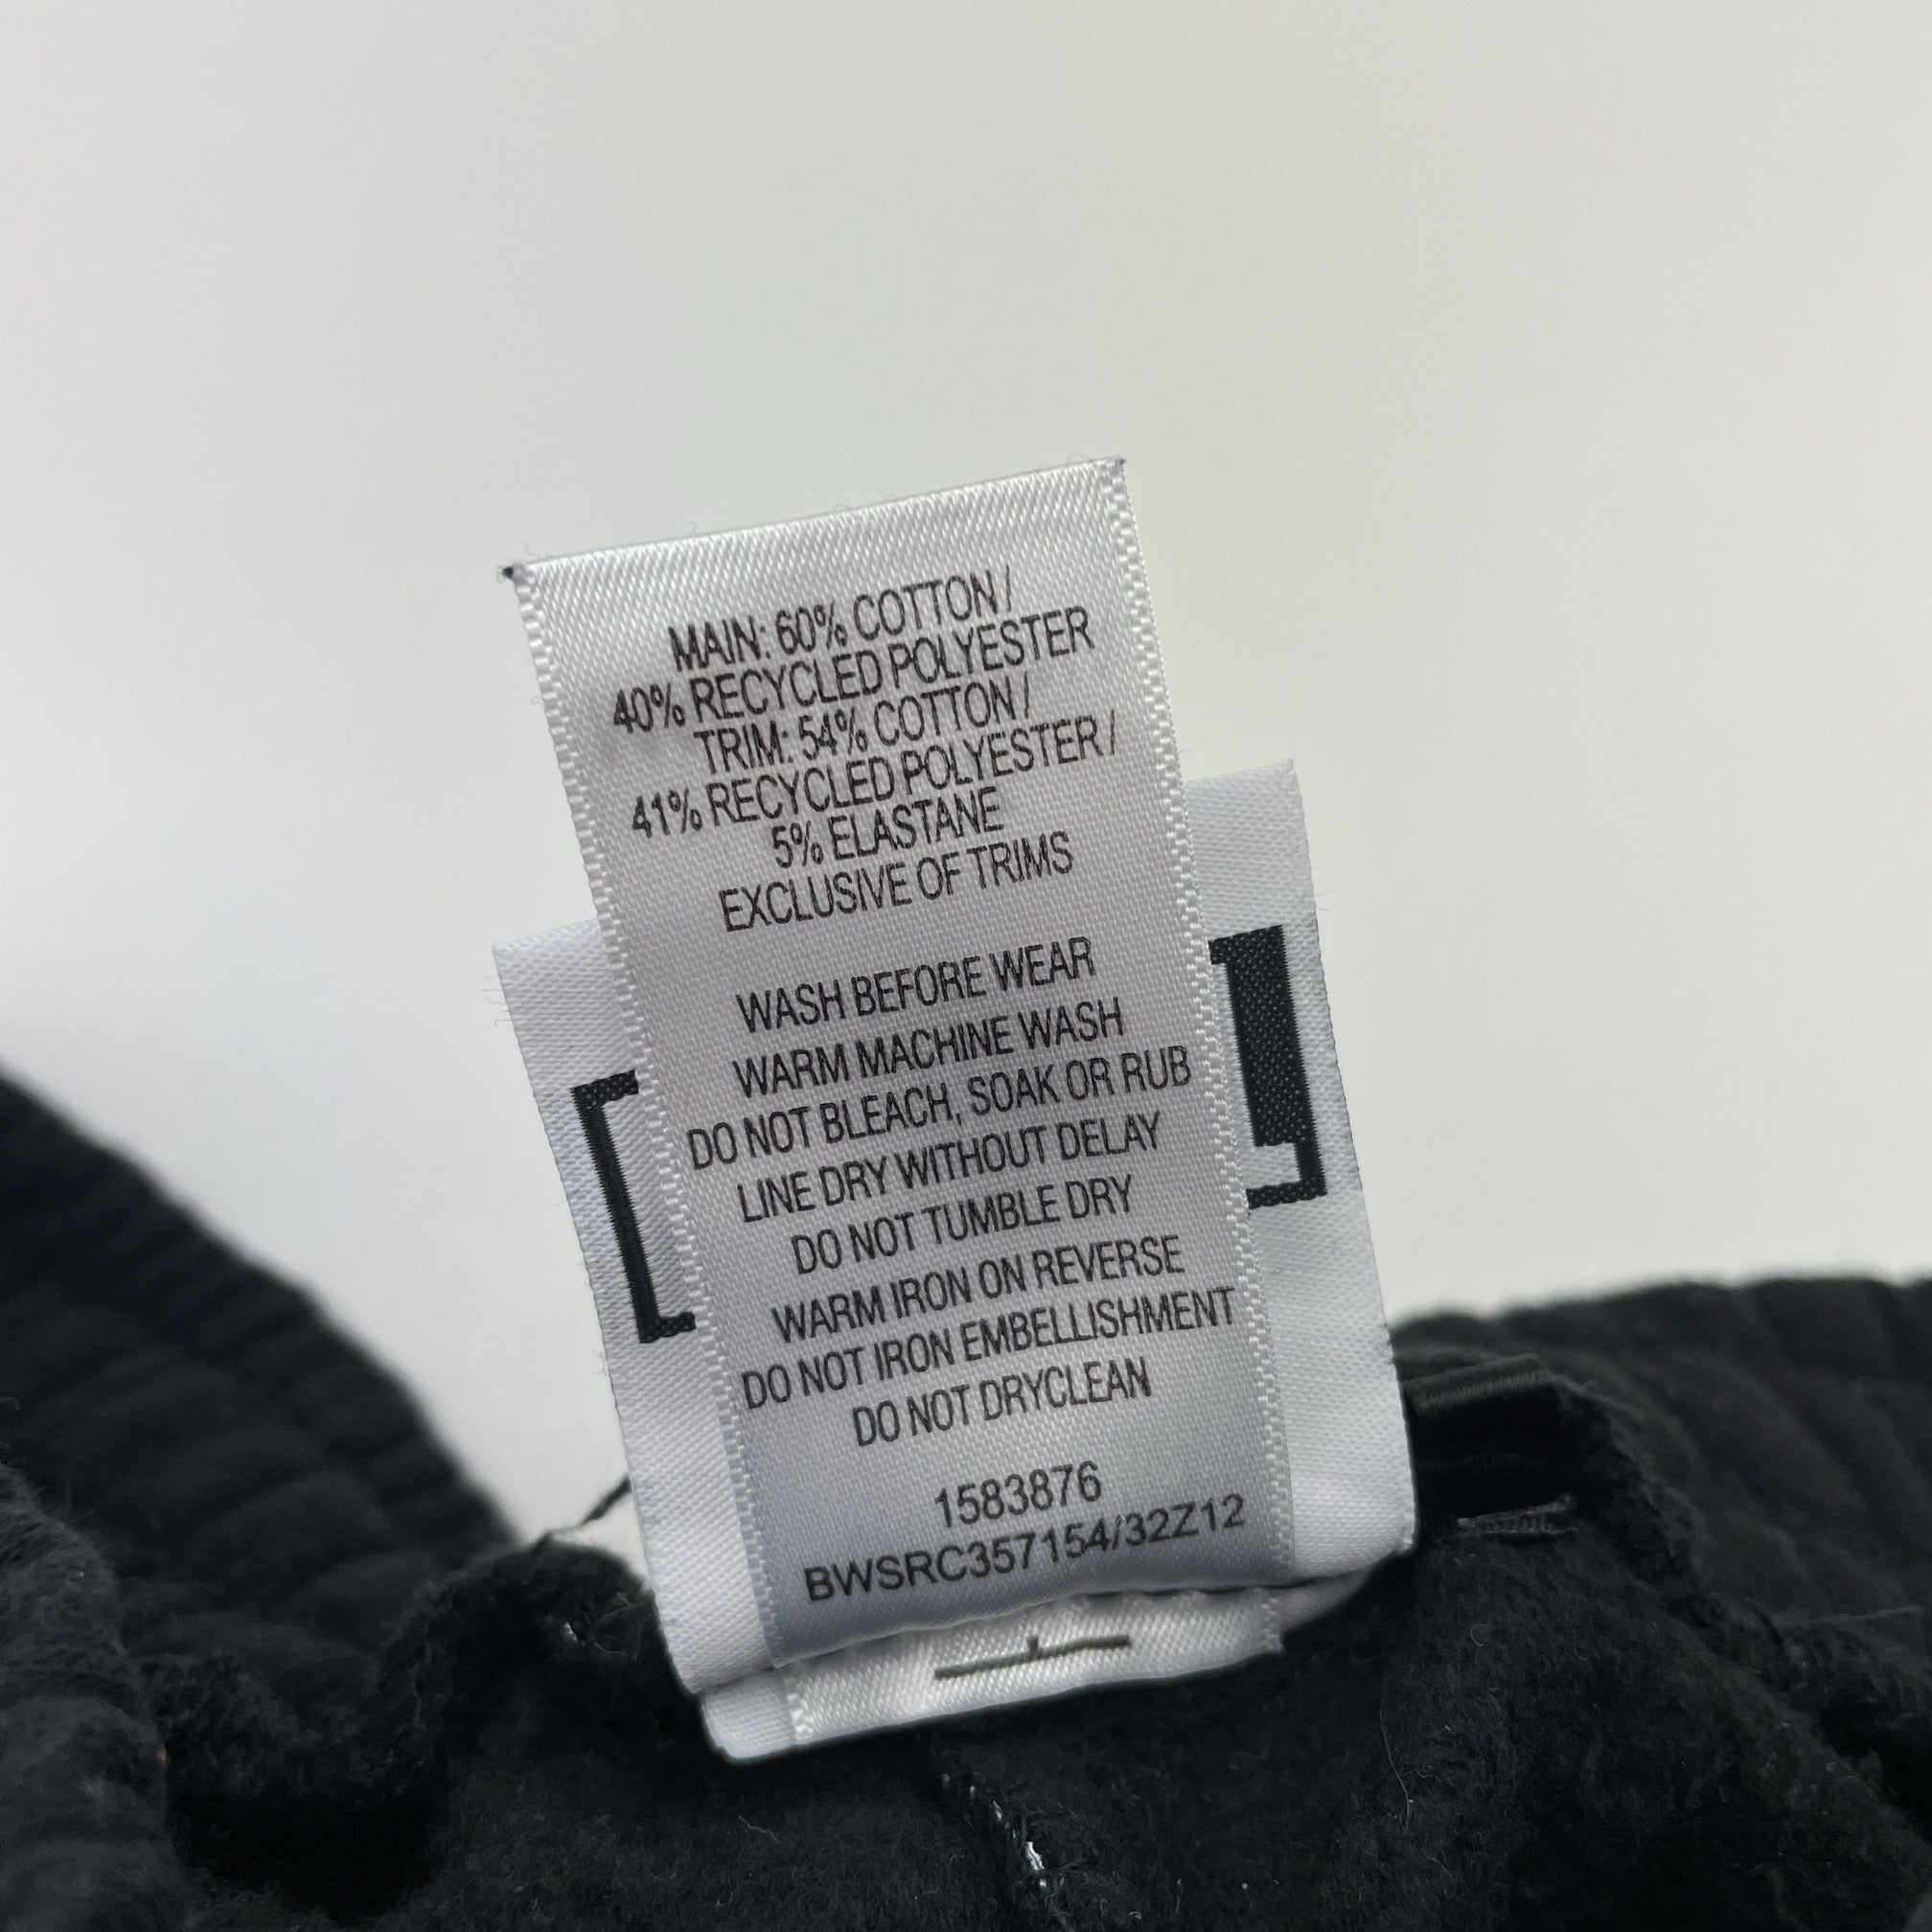 MAIN: 60% COTTON /
40% RECYCLED POLYESTER
TRIM: 54% COTTON /
41% RECYCLED POLYESTER /
5% ELASTANE
EXCLUSIVE OF TRIMS
WASH BEFORE WEAR
WARM MACHINE WASH
DO NOT BLEACH, SOAK OR RUB
LINE DRY WITHOUT DELAY
DO NOT TUMBLE DRY
WARM IRON ON REVERSE
DO NOT IRON EMBELLISHMENT
DO NOT DRYCLEAN
1583876
BWSRC357154/32Z12